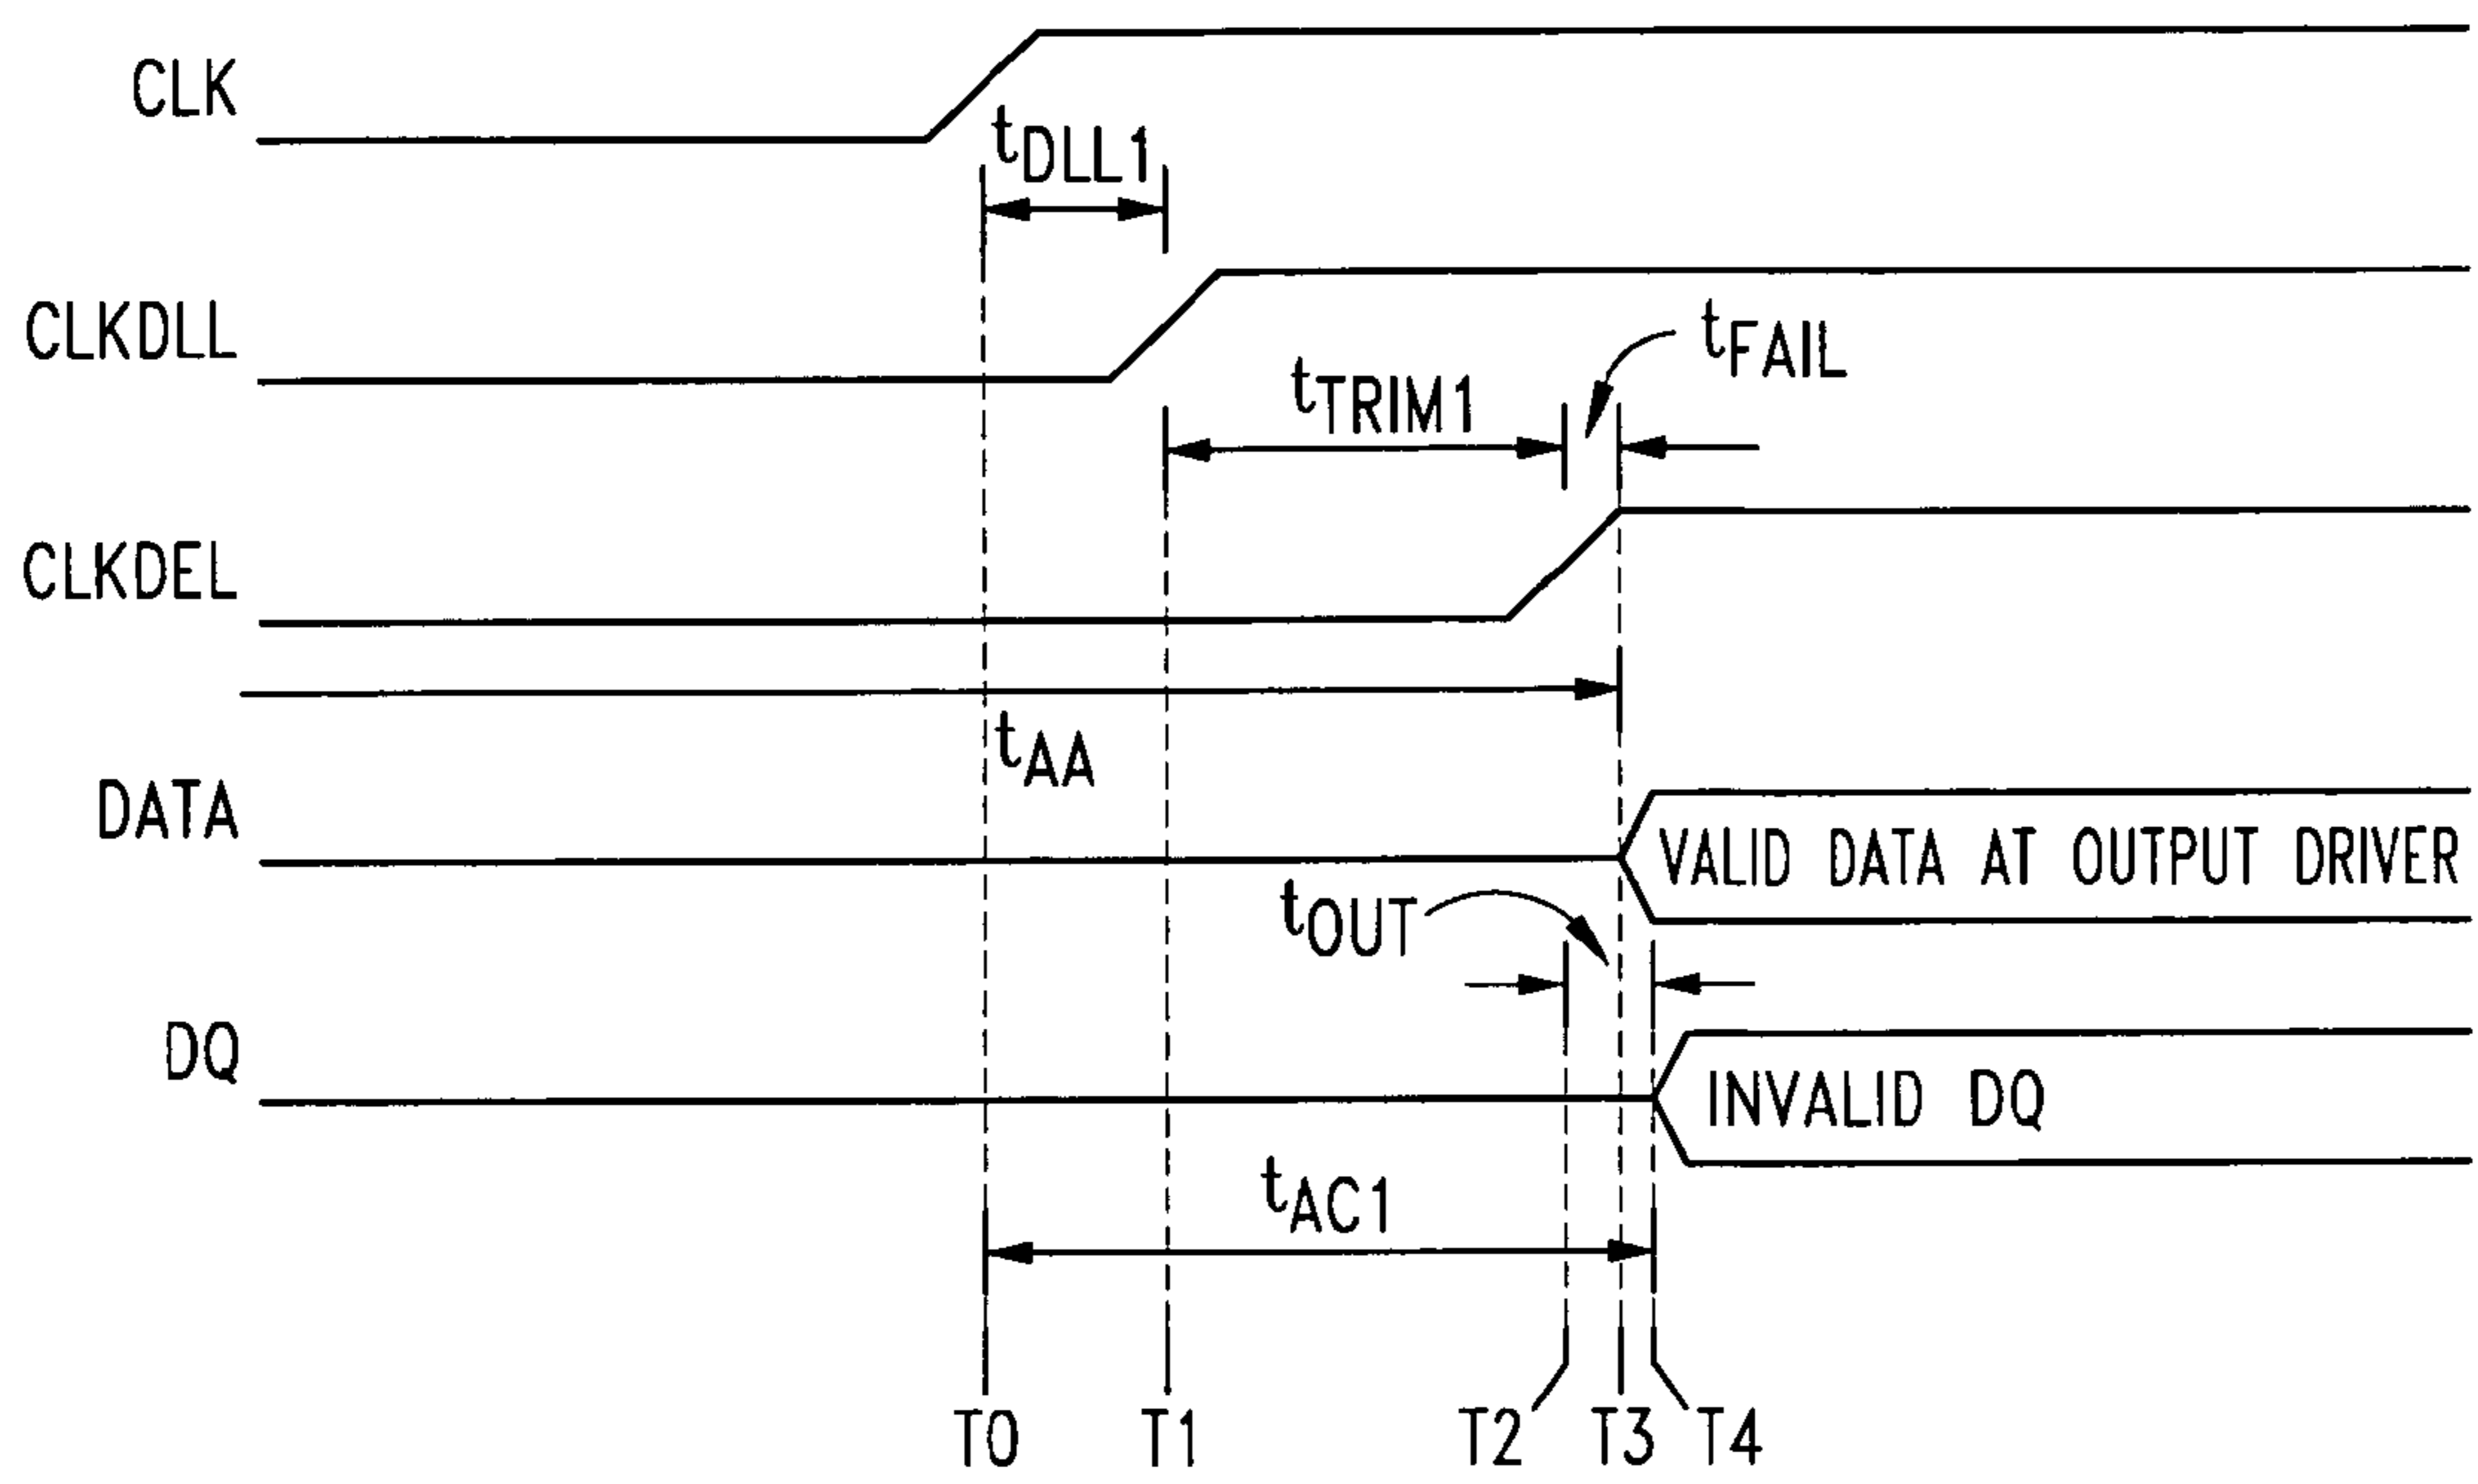 CLK
tDLL1
CLKDLL
tFAIL
tTRIM1
CLKDEL
tAA
DATA
VALID DATA AT OUTPUT DRIVER
tOUT
DQ
INVALID DQ
tAC1
T0 T1 T2 T3 T4